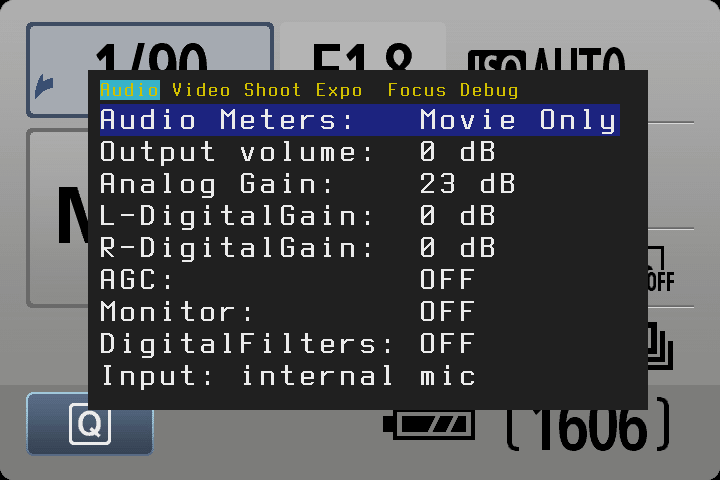 1/80 F1.8 ISO AUTO
Audio Video Shoot Expo Focus Debug
Audio Meters: Movie Only
Output volume: 0 dB
Analog Gain: 23 dB
L-DigitalGain: 0 dB
R-DigitalGain: 0 dB
AGC: OFF
OFF
Monitor: OFF
DigitalFilters: OFF
Input: internal mic
Q [1606]